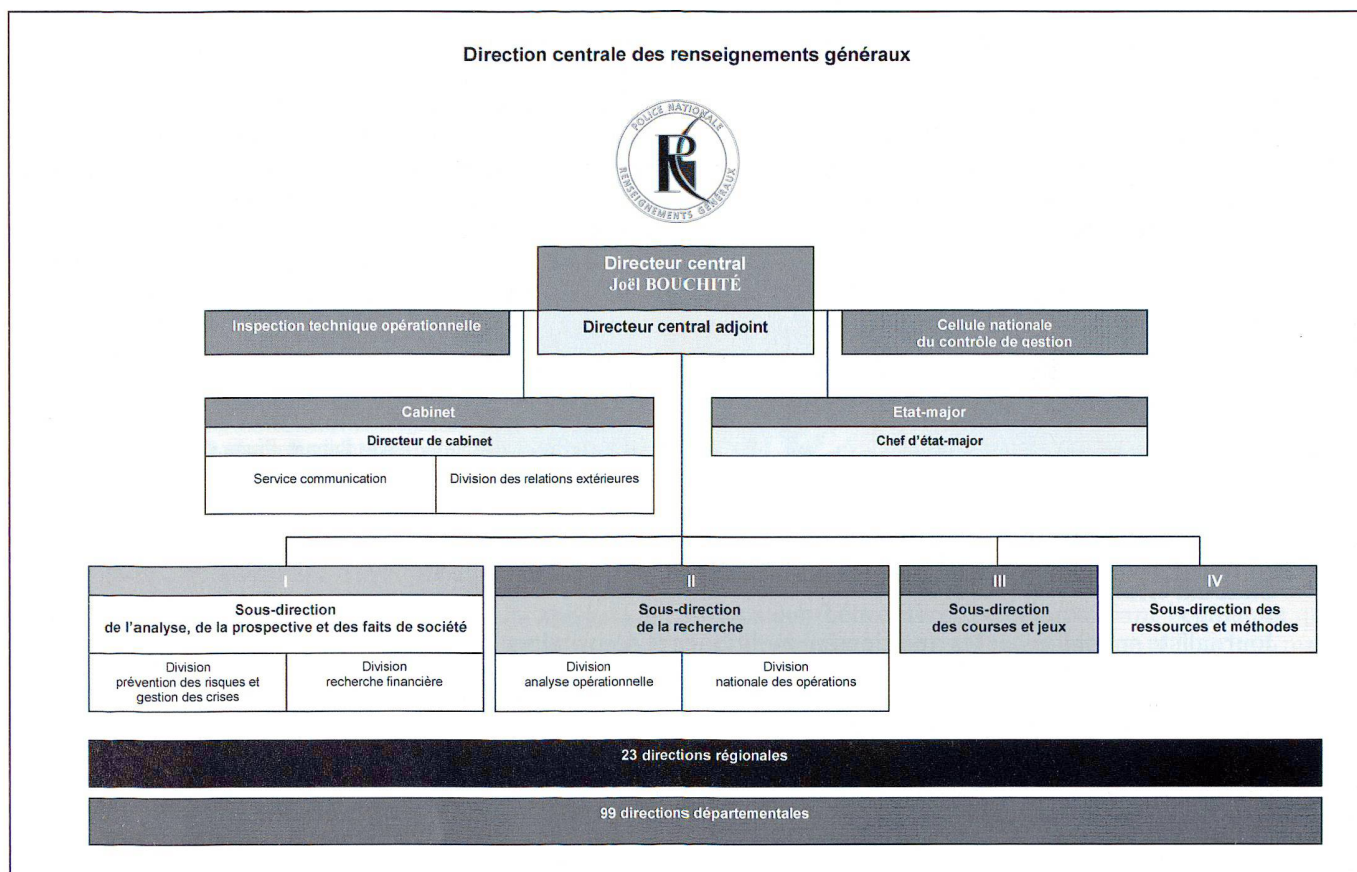 Direction centrale des renseignements généraux
POLICE NATIONALE
RG
RENSEIGNEMENTS GÉNÉRAUX
Directeur central
Joël BOUCHITÉ
Inspection technique opérationnelle
Directeur central adjoint
Cellule nationale
du contrôle de gestion
Cabinet
Directeur de cabinet
Service communication
Division des relations extérieures
Etat-major
Chef d'état-major
I
Sous-direction
de l'analyse, de la prospective et des faits de société
Division
prévention des risques et
gestion des crises
Division
recherche financière
II
Sous-direction
de la recherche
Division
analyse opérationnelle
Division
nationale des opérations
III
Sous-direction
des courses et jeux
IV
Sous-direction des
ressources et méthodes
23 directions régionales
99 directions départementales